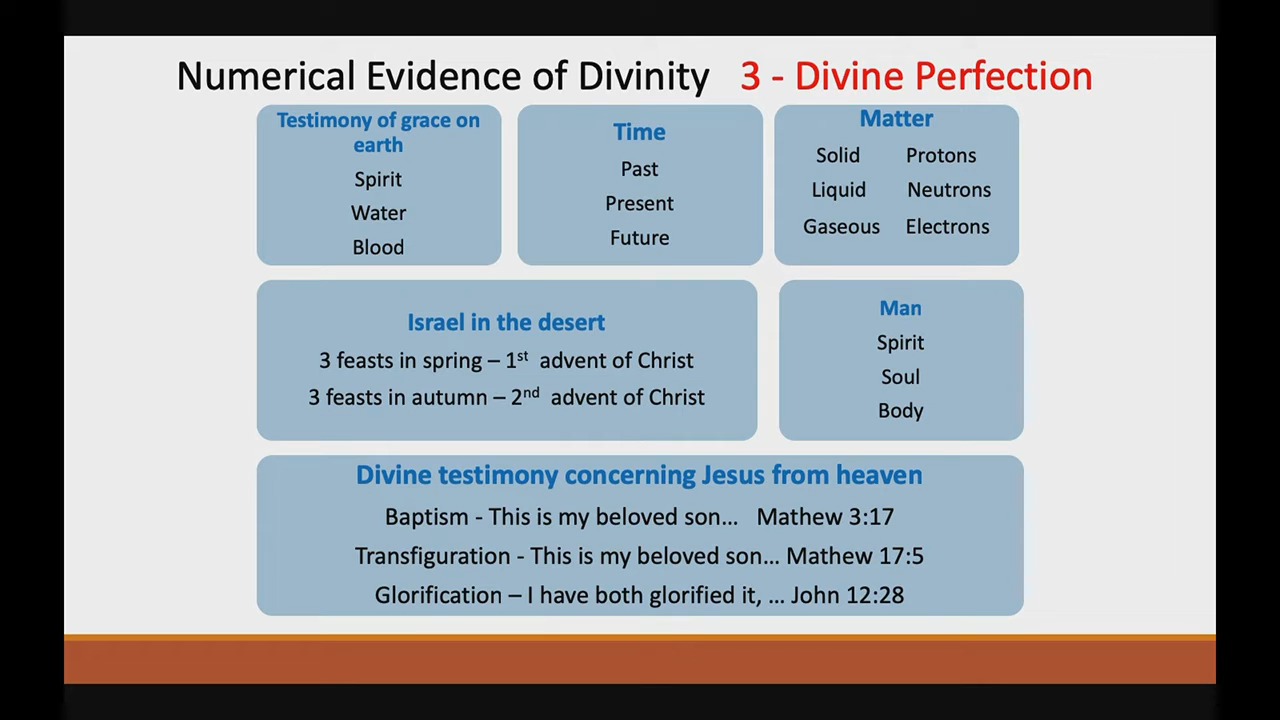 Numerical Evidence of Divinity 3 - Divine Perfection
Testimony of grace on
earth
Spirit
Water
Blood
Time
Past
Present
Future
Matter
Solid Protons
Liquid Neutrons
Gaseous Electrons
Israel in the desert
3 feasts in spring – 1st advent of Christ
3 feasts in autumn – 2nd advent of Christ
Man
Spirit
Soul
Body
Divine testimony concerning Jesus from heaven
Baptism - This is my beloved son… Mathew 3:17
Transfiguration - This is my beloved son… Mathew 17:5
Glorification – I have both glorified it, … John 12:28